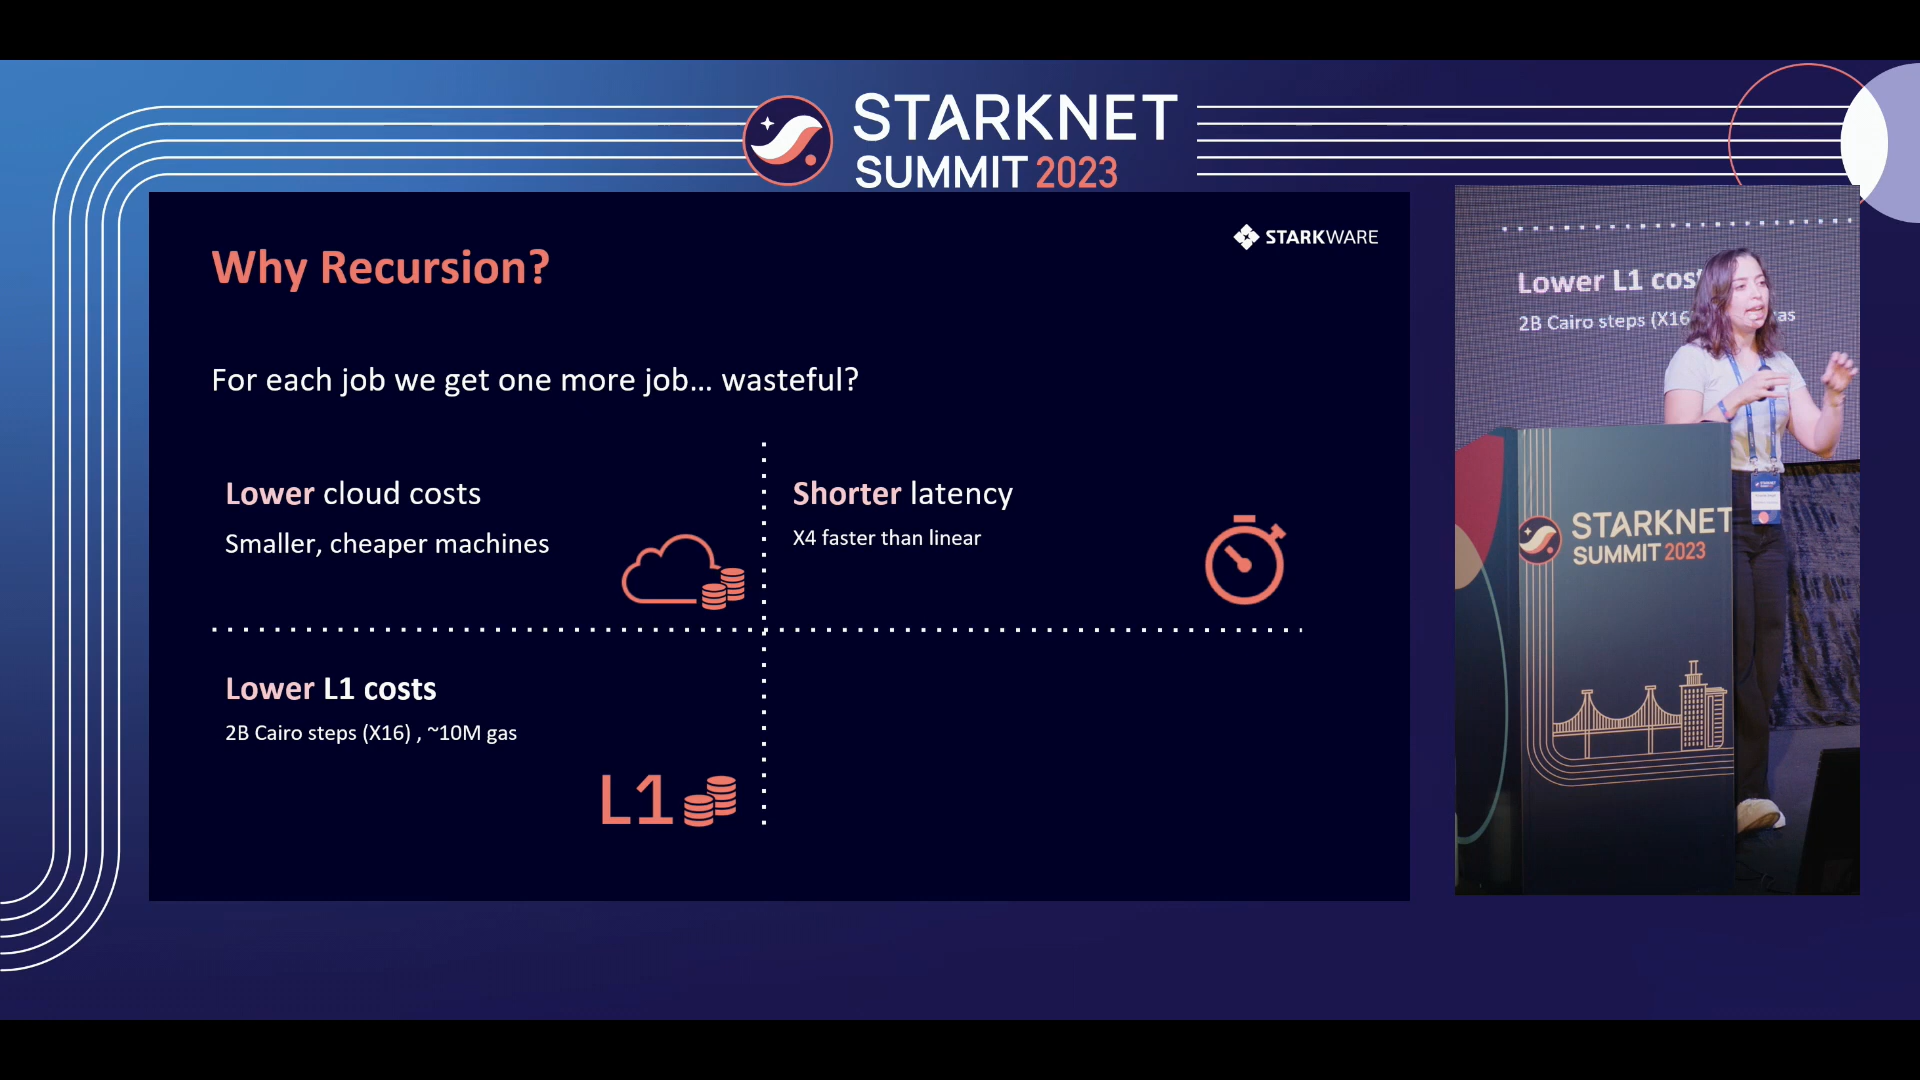 STARKNET
SUMMIT 2023
STARKWARE
Why Recursion?
For each job we get one more job... wasteful?
Lower cloud costs
Smaller, cheaper machines
Shorter latency
X4 faster than linear
Lower L1 costs
2B Cairo steps (X16) , ~10M gas
L1
Lower L1 cost
2B Cairo steps (X16 as
STARKNET
SUMMIT 2023